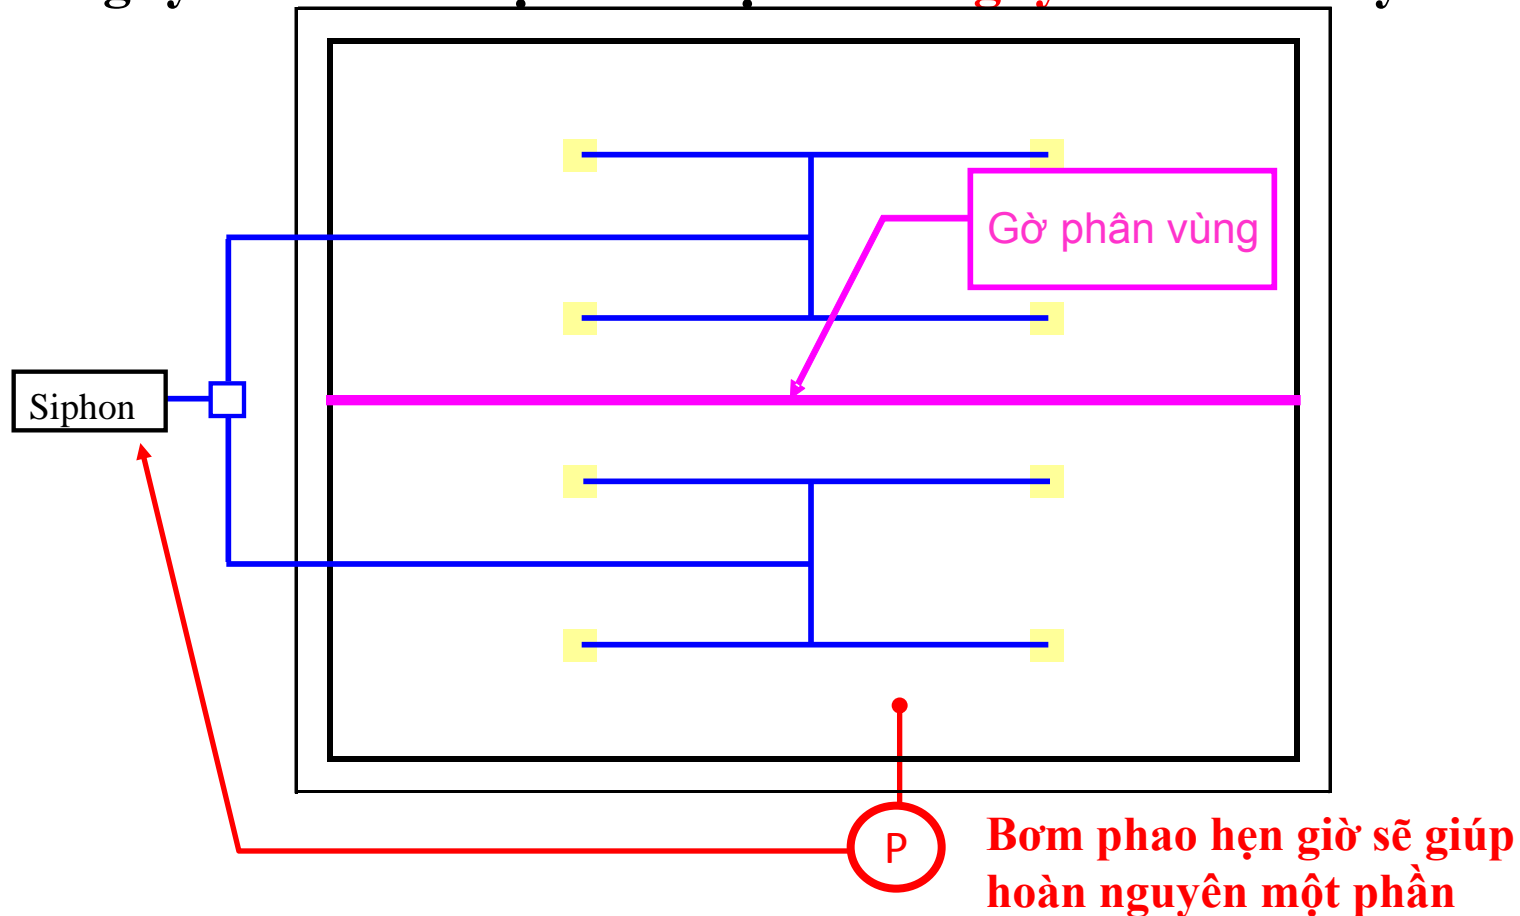 Gờ phân vùng
Siphon
P
Bơm phao hẹn giờ sẽ giúp
hoàn nguyên một phần